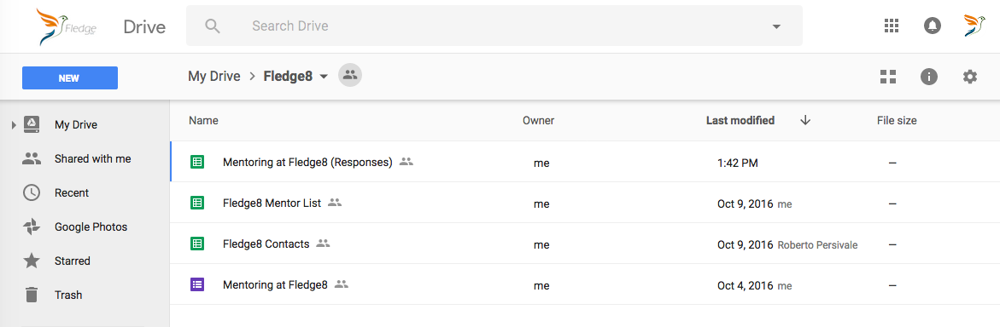 Fledge Drive Search Drive
NEW My Drive > Fledge8
Name Owner Last modified File size
My Drive
Mentoring at Fledge8 (Responses) me 1:42 PM —
Shared with me
Fledge8 Mentor List me Oct 9, 2016 me —
Recent
Fledge8 Contacts me Oct 9, 2016 Roberto Persivale —
Google Photos
Mentoring at Fledge8 me Oct 4, 2016 me —
Starred
Trash